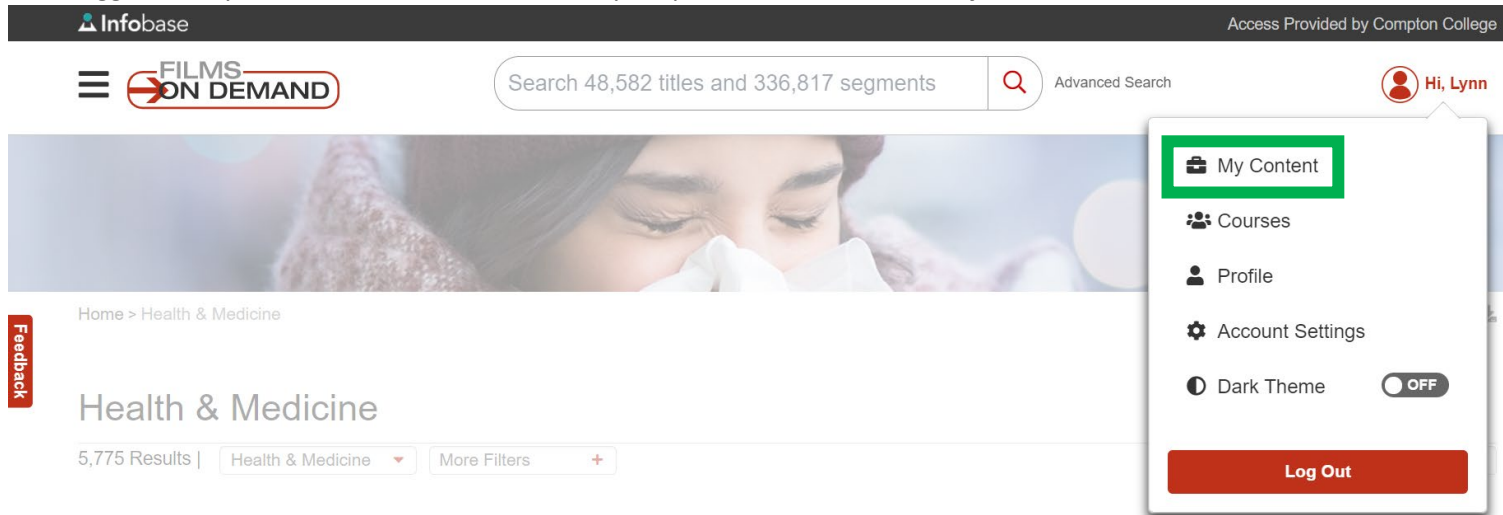 Infobase
Access Provided by Compton College
FILMS
ON DEMAND
Search 48,582 titles and 336,817 segments
Advanced Search
Hi, Lynn
My Content
Courses
Profile
Account Settings
Dark Theme
OFF
Log Out
Feedback
Home > Health & Medicine
Health & Medicine
5,775 Results |
Health & Medicine
More Filters +